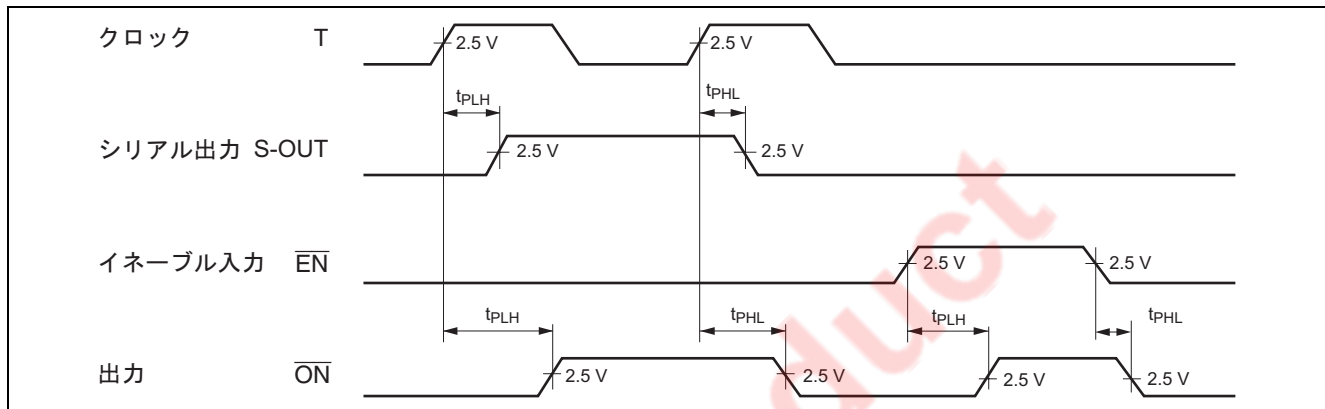 クロック T
2.5 V 2.5 V
tPLH tPHL
シリアル出力 S-OUT
2.5 V 2.5 V
イネーブル入力 E̅N̅
2.5 V 2.5 V
tPLH tPHL tPLH tPHL
出力 O̅N̅
2.5 V 2.5 V 2.5 V 2.5 V
duct